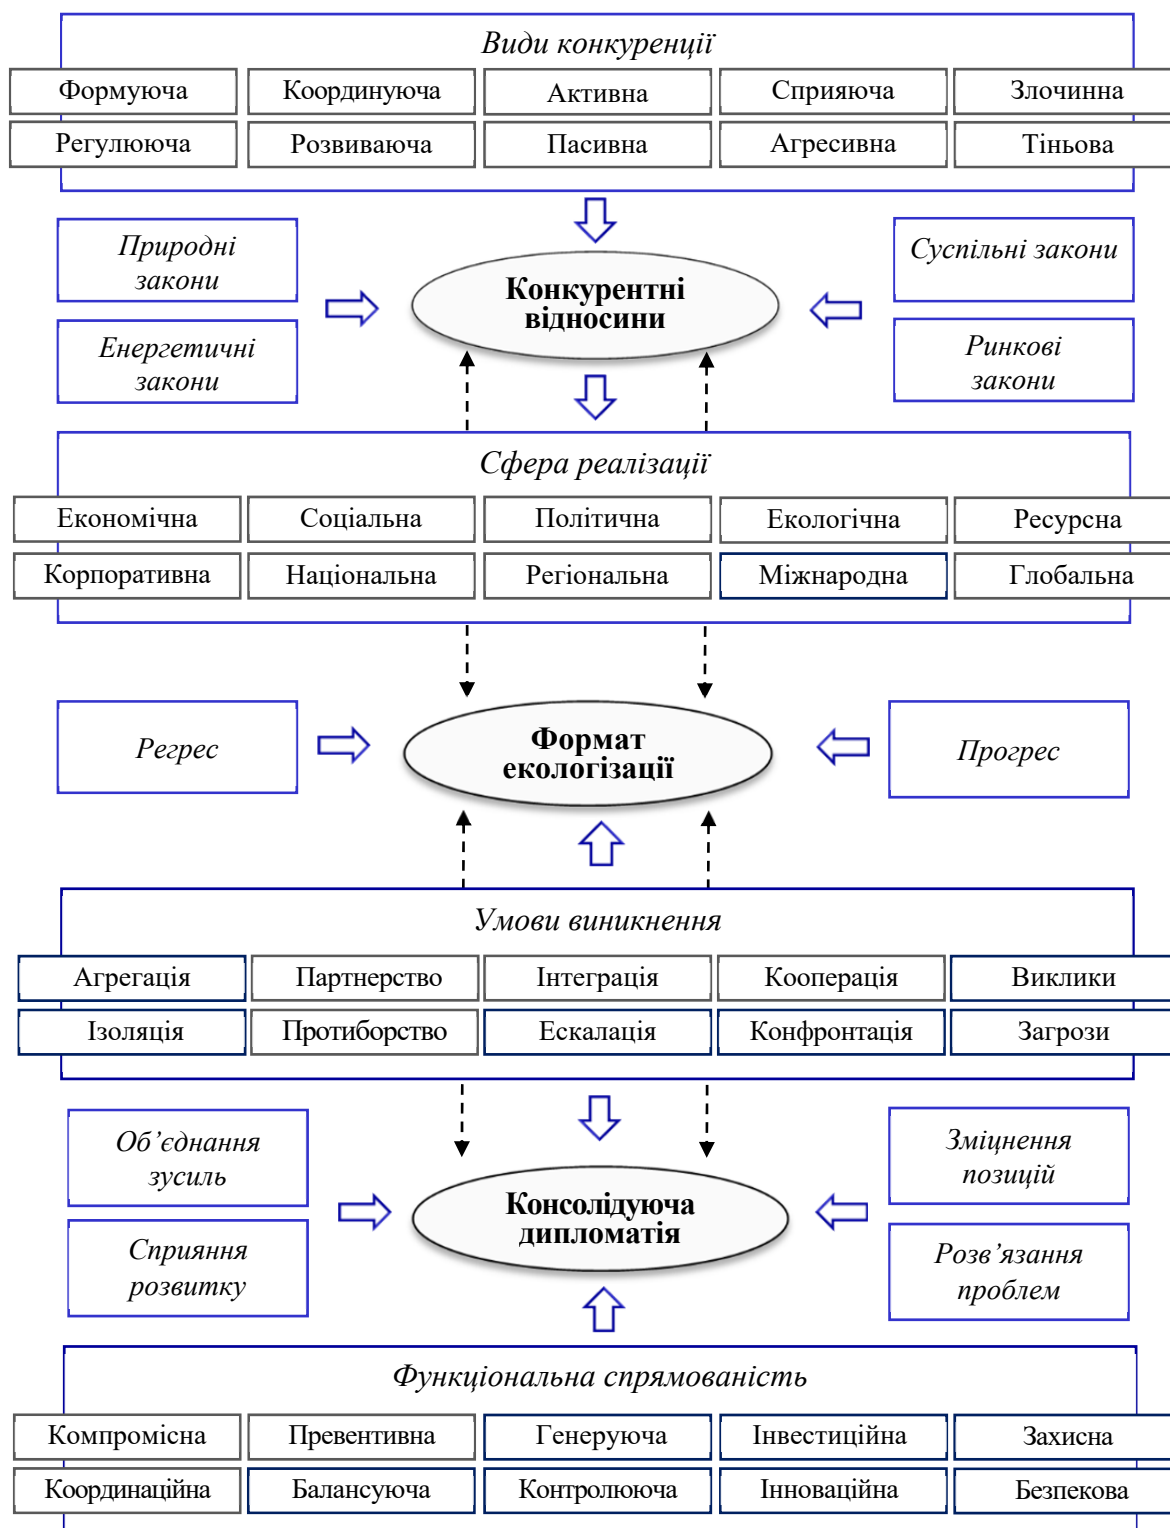 Види конкуренції
Формуюча
Координуюча
Активна
Сприяюча
Злочинна
Регулююча
Розвиваюча
Пасивна
Агресивна
Тіньова
Природні
закони
Суспільні закони
Конкурентні
відносини
Енергетичні
закони
Ринкові
закони
Сфера реалізації
Економічна
Соціальна
Політична
Екологічна
Ресурсна
Корпоративна
Національна
Регіональна
Міжнародна
Глобальна
Регрес
Формат
екологізації
Прогрес
Умови виникнення
Агрегація
Партнерство
Інтеграція
Кооперація
Виклики
Ізоляція
Протиборство
Ескалація
Конфронтація
Загрози
Об’єднання
зусиль
Зміцнення
позицій
Консолідуюча
дипломатія
Сприяння
розвитку
Розв’язання
проблем
Функціональна спрямованість
Компромісна
Превентивна
Генеруюча
Інвестиційна
Захисна
Координаційна
Балансуюча
Контролююча
Інноваційна
Безпекова